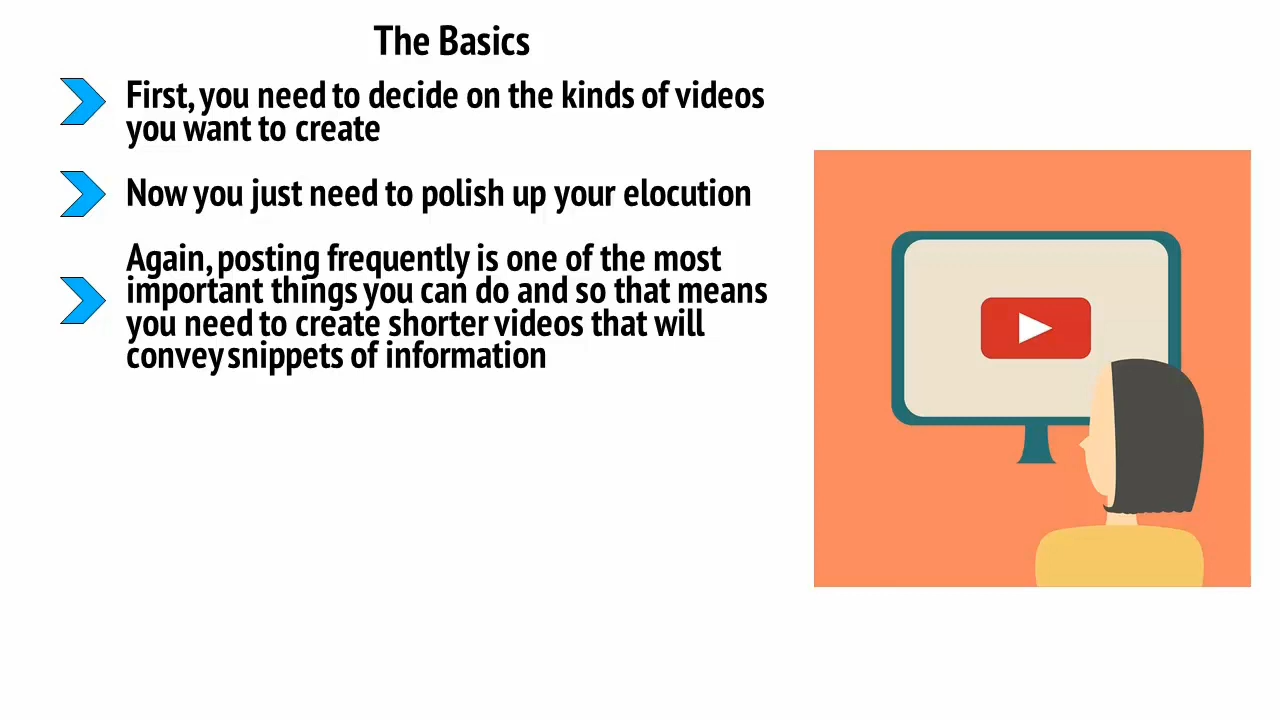 The Basics
First, you need to decide on the kinds of videos
you want to create
Now you just need to polish up your elocution
Again, posting frequently is one of the most
important things you can do and so that means
you need to create shorter videos that will
convey snippets of information